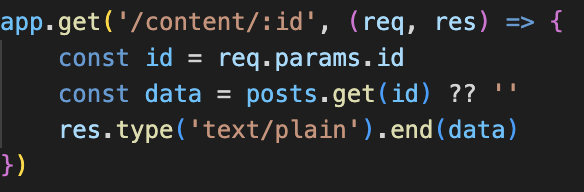 app.get('/content/:id', (req, res) => {
    const id = req.params.id
    const data = posts.get(id) ?? ''
    res.type('text/plain').end(data)
})